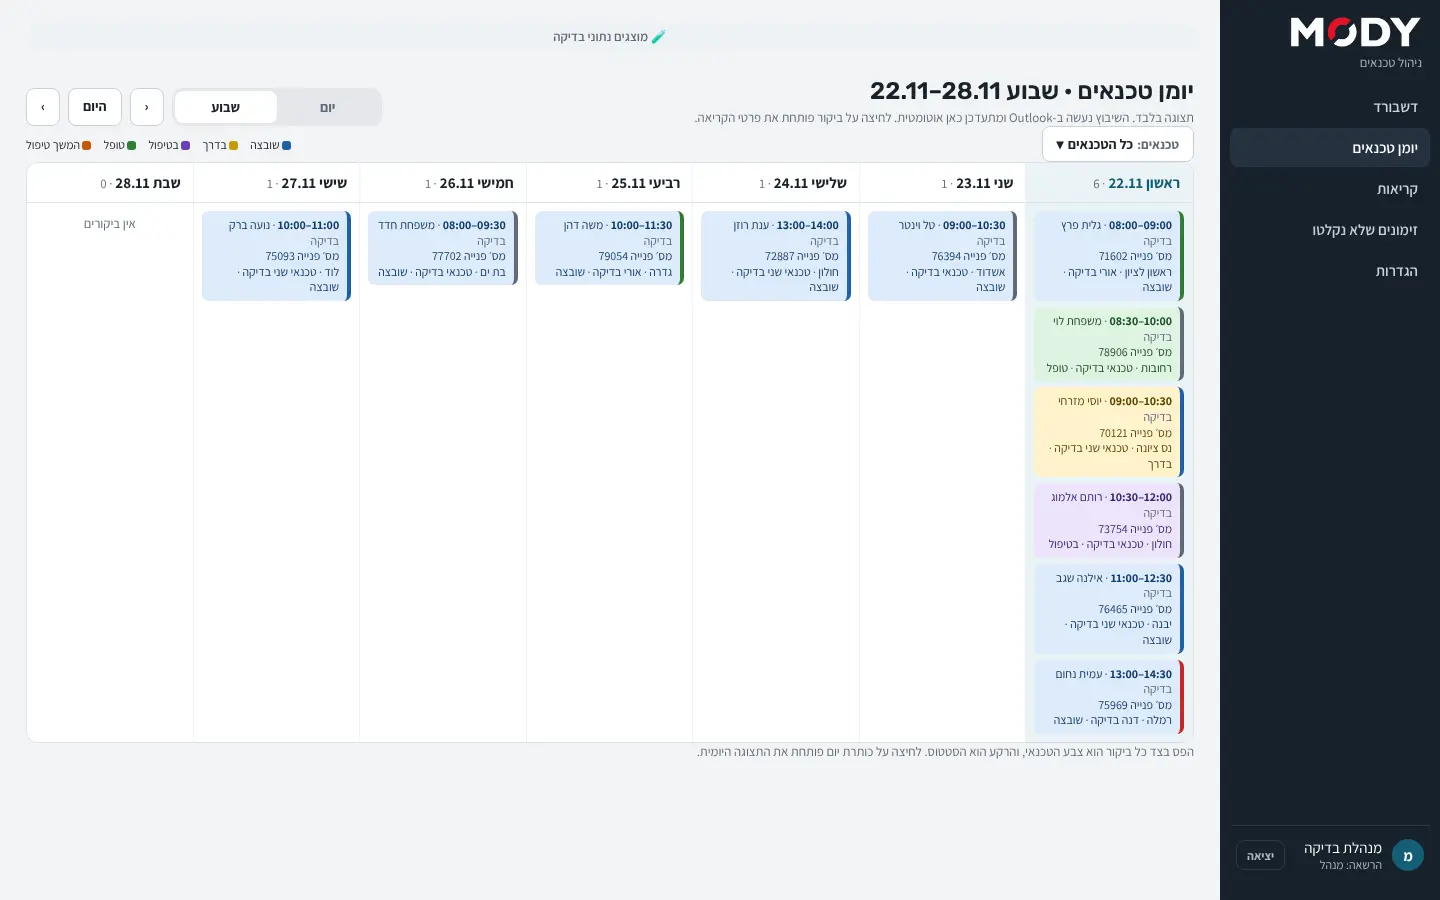 MODY
ניהול טכנאים
דשבורד
יומן טכנאים
קריאות
זימונים שלא נקלטו
הגדרות
מ
מנהלת בדיקה
הרשאה: מנהל
יציאה
🧪 מוצגים נתוני בדיקה
יומן טכנאים • שבוע 22.11–28.11
תצוגה בלבד. השיבוץ נעשה ב-Outlook ומתעדכן כאן אוטומטית. לחיצה על ביקור פותחת את פרטי הקריאה.
יום
שבוע
‹
היום
›
טכנאים: כל הטכנאים ▾
שובצה
בדרך
בטיפול
טופל
המשך טיפול
ראשון 22.11 · 6
08:00–09:00 · גלית פרץ
בדיקה
מס׳ פנייה 71602
ראשון לציון · אורי בדיקה ·
שובצה
08:30–10:00 · משפחת לוי
בדיקה
מס׳ פנייה 78906
רחובות · טכנאי בדיקה · טופל
09:00–10:30 · יוסי מזרחי
בדיקה
מס׳ פנייה 70121
נס ציונה · טכנאי שני בדיקה ·
בדרך
10:30–12:00 · רותם אלמוג
בדיקה
מס׳ פנייה 73754
חולון · טכנאי בדיקה · בטיפול
11:00–12:30 · אילנה שגב
בדיקה
מס׳ פנייה 76465
יבנה · טכנאי שני בדיקה ·
שובצה
13:00–14:30 · עמית נחום
בדיקה
מס׳ פנייה 75969
רמלה · דנה בדיקה · שובצה
שני 23.11 · 1
09:00–10:30 · טל וינטר
בדיקה
מס׳ פנייה 76394
אשדוד · טכנאי בדיקה ·
שובצה
שלישי 24.11 · 1
13:00–14:00 · ענת רוזן
בדיקה
מס׳ פנייה 72887
חולון · טכנאי שני בדיקה ·
שובצה
רביעי 25.11 · 1
10:00–11:30 · משה דהן
בדיקה
מס׳ פנייה 79054
גדרה · אורי בדיקה · שובצה
חמישי 26.11 · 1
08:00–09:30 · משפחת חדד
בדיקה
מס׳ פנייה 77702
בת ים · טכנאי בדיקה · שובצה
שישי 27.11 · 1
10:00–11:00 · נועה ברק
בדיקה
מס׳ פנייה 75093
לוד · טכנאי שני בדיקה ·
שובצה
שבת 28.11 · 0
אין ביקורים
הפס בצד כל ביקור הוא צבע הטכנאי, והרקע הוא הסטטוס. לחיצה על כותרת יום פותחת את התצוגה היומית.